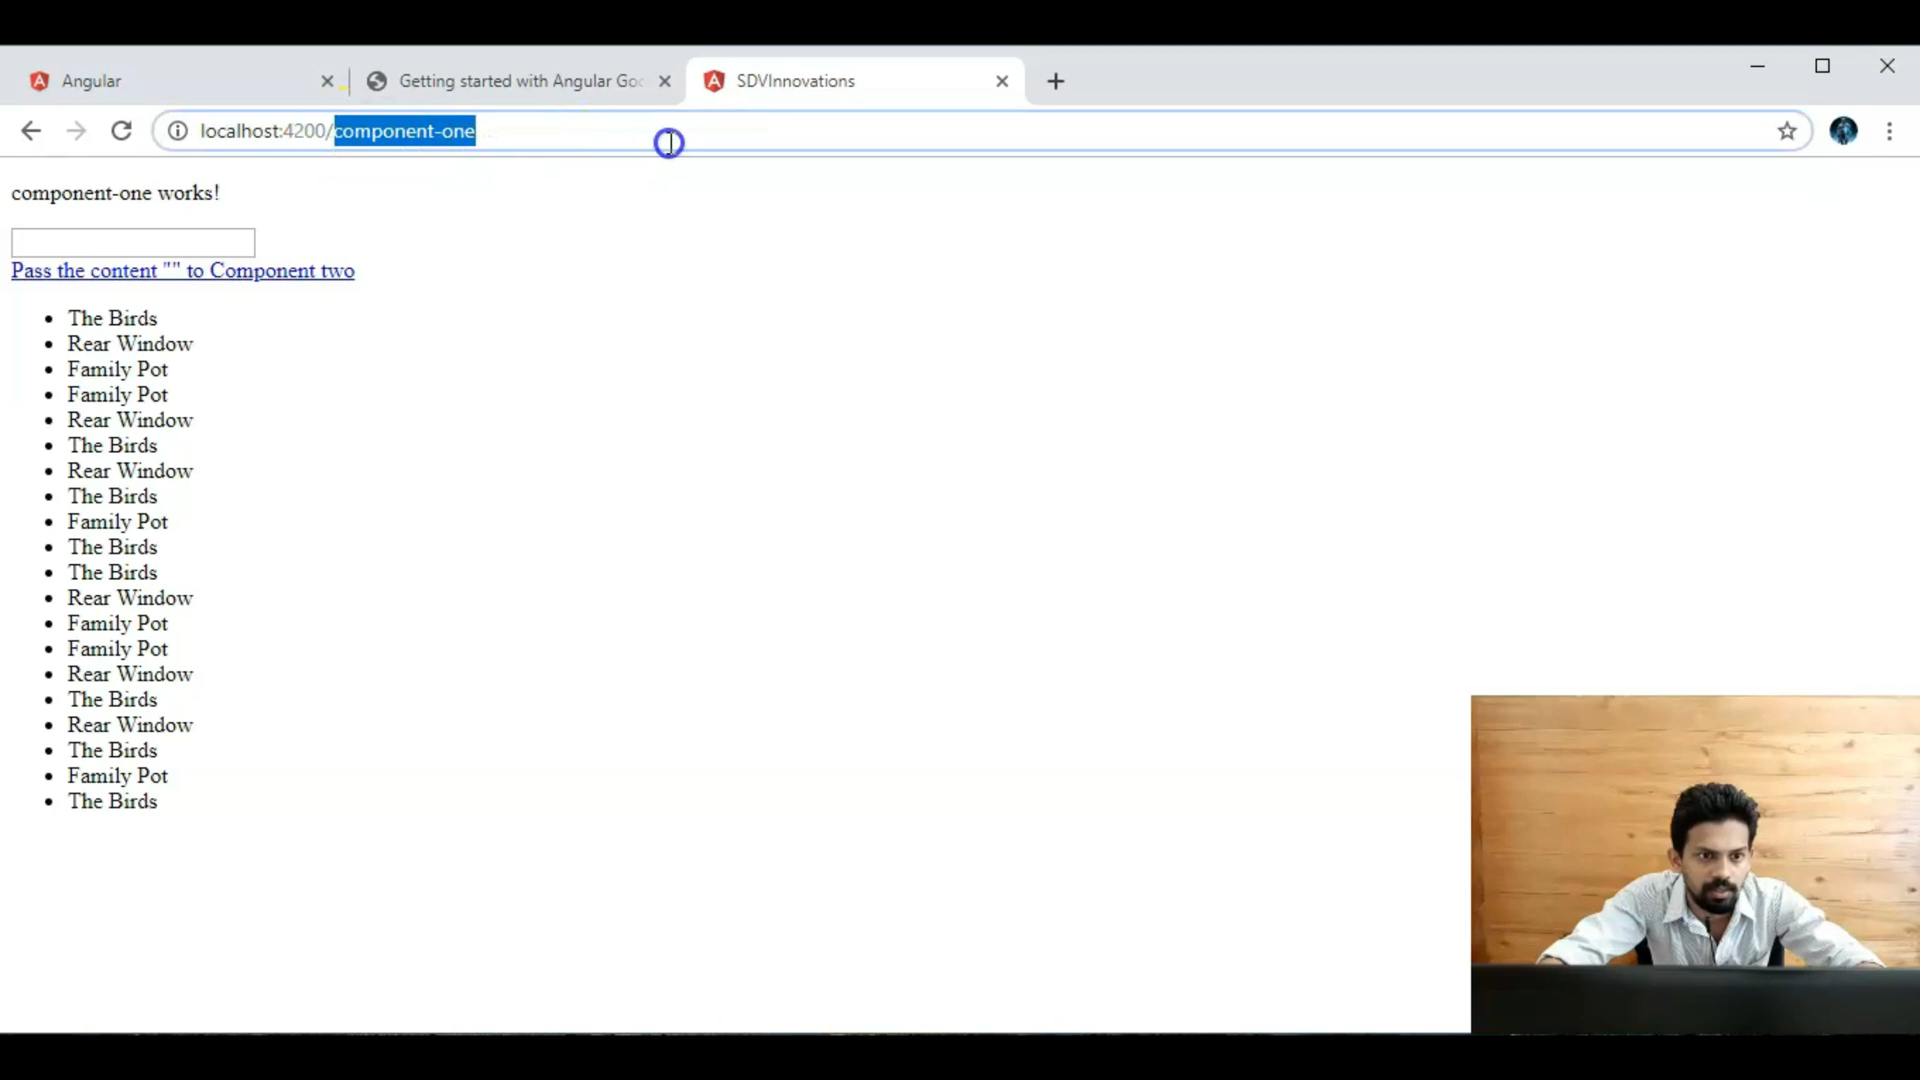 Angular
Getting started with Angular Goo
SDVInnovations
localhost:4200/component-one
component-one works!
Pass the content "" to Component two
The Birds
Rear Window
Family Pot
Family Pot
Rear Window
The Birds
Rear Window
The Birds
Family Pot
The Birds
The Birds
Rear Window
Family Pot
Family Pot
Rear Window
The Birds
Rear Window
The Birds
Family Pot
The Birds